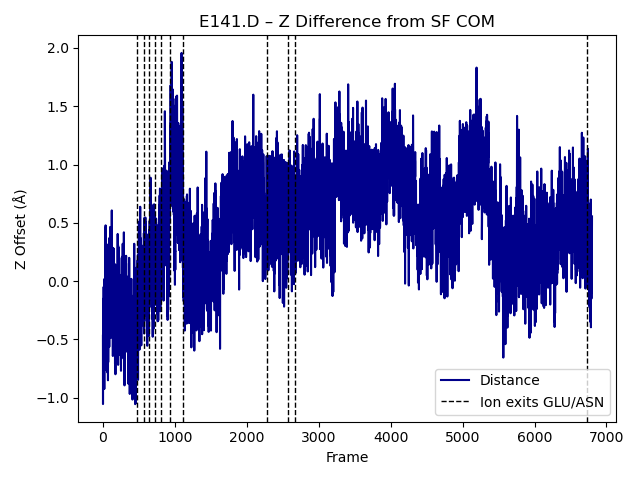 E141.D – Z Difference from SF COM
Z Offset (Å)
2.0
1.5
1.0
0.5
0.0
−0.5
−1.0
0 1000 2000 3000 4000 5000 6000 7000
Frame
Distance
Ion exits GLU/ASN